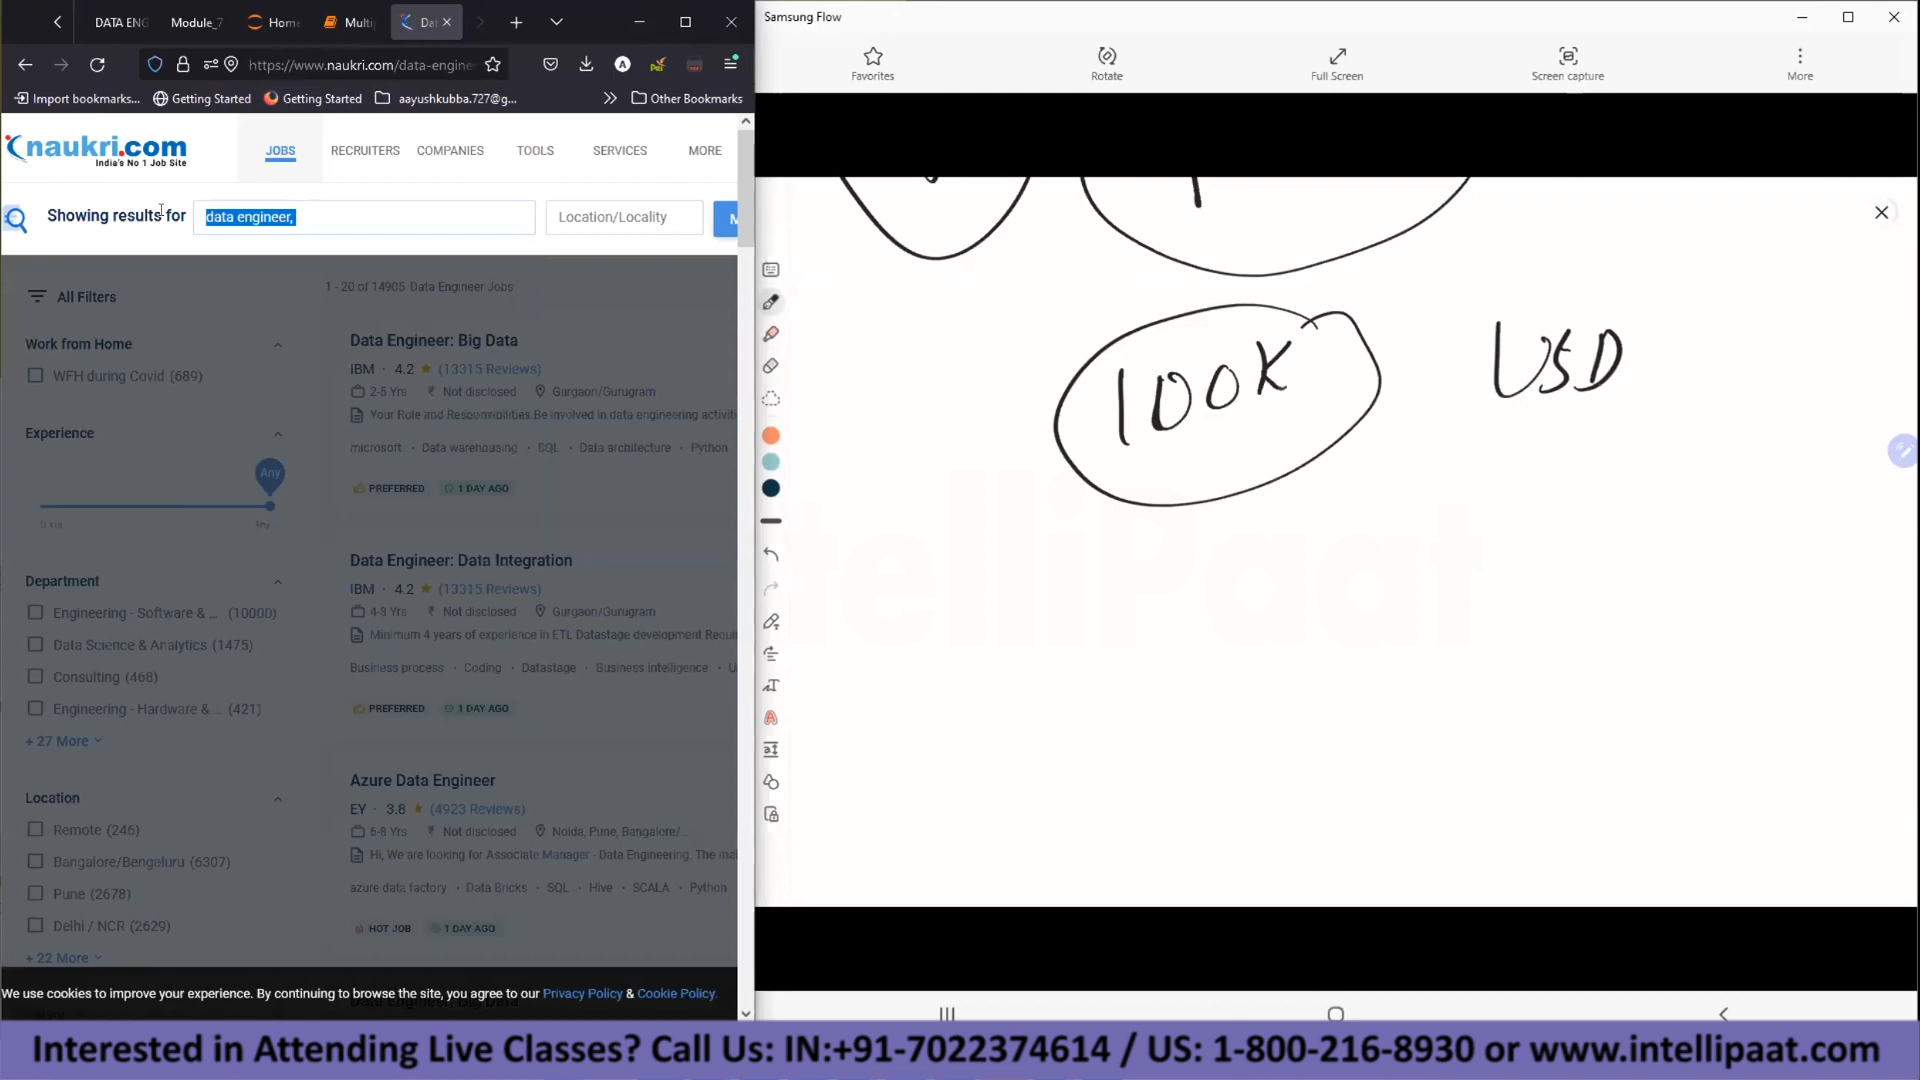 DATA ENG
Module_7
Home
Multi
Dat
https://www.naukri.com/data-engine
Import bookmarks...
Getting Started
Getting Started
aayushkubba.727@g...
Other Bookmarks
naukri.com
India's No 1 Job Site
JOBS
RECRUITERS
COMPANIES
TOOLS
SERVICES
MORE
Showing results for
data engineer,
Location/Locality
All Filters
1 - 20 of 14905 Data Engineer Jobs
Work from Home
WFH during Covid (689)
Experience
Any
Any
Department
Engineering - Software & ... (10000)
Data Science & Analytics (1475)
Consulting (468)
Engineering - Hardware & ... (421)
+ 27 More
Location
Remote (246)
Bangalore/Bengaluru (6307)
Pune (2678)
Delhi / NCR (2629)
+ 22 More
Data Engineer: Big Data
IBM · 4.2 (13315 Reviews)
2-5 Yrs ₹ Not disclosed Gurgaon/Gurugram
Your Role and Responsibilities.Be involved in data engineering activiti
microsoft · Data warehousing · SQL · Data architecture · Python
PREFERRED 1 DAY AGO
Data Engineer: Data Integration
IBM · 4.2 (13315 Reviews)
4-8 Yrs ₹ Not disclosed Gurgaon/Gurugram
Minimum 4 years of experience in ETL Datastage development Requi
Business process · Coding · Datastage · Business intelligence · U
PREFERRED 1 DAY AGO
Azure Data Engineer
EY · 3.8 (4923 Reviews)
6-8 Yrs ₹ Not disclosed Noida, Pune, Bangalore/...
Hi, We are looking for Associate Manager - Data Engineering. The mai
azure data factory · Data Bricks · SQL · Hive · SCALA · Python
HOT JOB 1 DAY AGO
We use cookies to improve your experience. By continuing to browse the site, you agree to our Privacy Policy & Cookie Policy.
Samsung Flow
Favorites
Rotate
Full Screen
Screen capture
More
100K USD
intelliPaat
Interested in Attending Live Classes? Call Us: IN:+91-7022374614 / US: 1-800-216-8930 or www.intellipaat.com